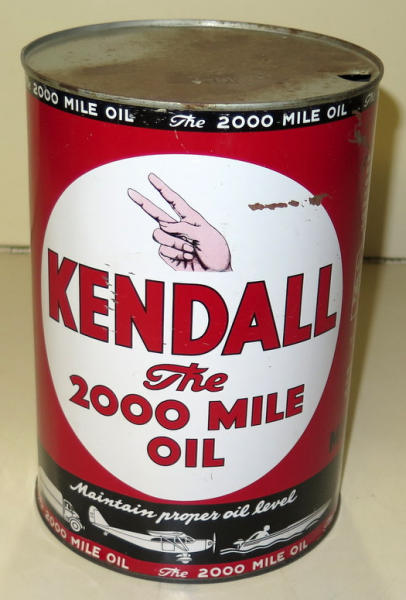 2000 MILE OIL The 2000 MILE OIL The
KENDALL
The
2000 MILE
OIL
Maintain proper oil level
2000 MILE OIL The 2000 MILE OIL